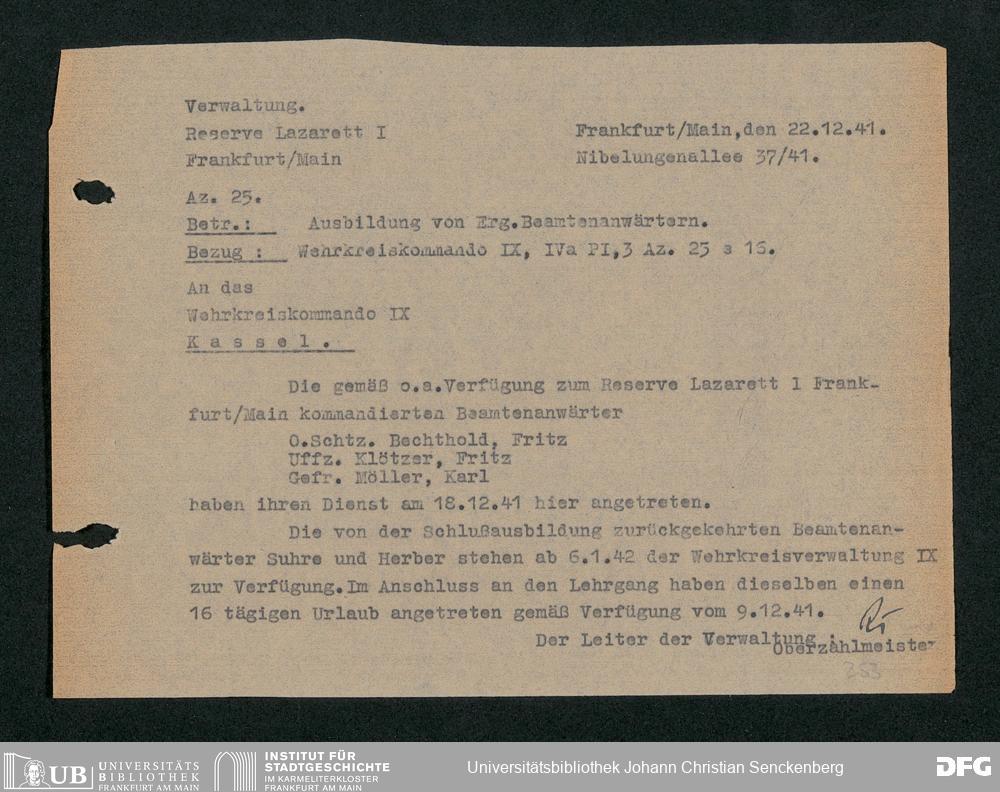 Verwaltung.
Reserve Lazarett I
Frankfurt/Main
Frankfurt/Main,den 22.12.41.
Nibelungenallee 37/41.
Az. 25.
Betr.: Ausbildung von Erg.Beamtenanwärtern.
Bezug : Wehrkreiskommando IX, IVa PI,3 Az. 25 s 16.
An das
Wehrkreiskommando IX
K a s s e l .
Die gemäß o.a.Verfügung zum Reserve Lazarett 1 Frank-
furt/Main kommandierten Beamtenanwärter
O.Schtz. Bechthold, Fritz
Uffz. Klötzer, Fritz
Gefr. Möller, Karl
haben ihren Dienst am 18.12.41 hier angetreten.
Die von der Schlußausbildung zurückgekehrten Beamtenan-
wärter Suhre und Herber stehen ab 6.1.42 der Wehrkreisverwaltung IX
zur Verfügung.Im Anschluss an den Lehrgang haben dieselben einen
16 tägigen Urlaub angetreten gemäß Verfügung vom 9.12.41.
Der Leiter der Verwaltung :
Oberzahlmeister
353
UB UNIVERSITÄTS
BIBLIOTHEK
FRANKFURT AM MAIN
INSTITUT FÜR
STADTGESCHICHTE
IM KARMELITERKLOSTER
FRANKFURT AM MAIN
Universitätsbibliothek Johann Christian Senckenberg
DFG